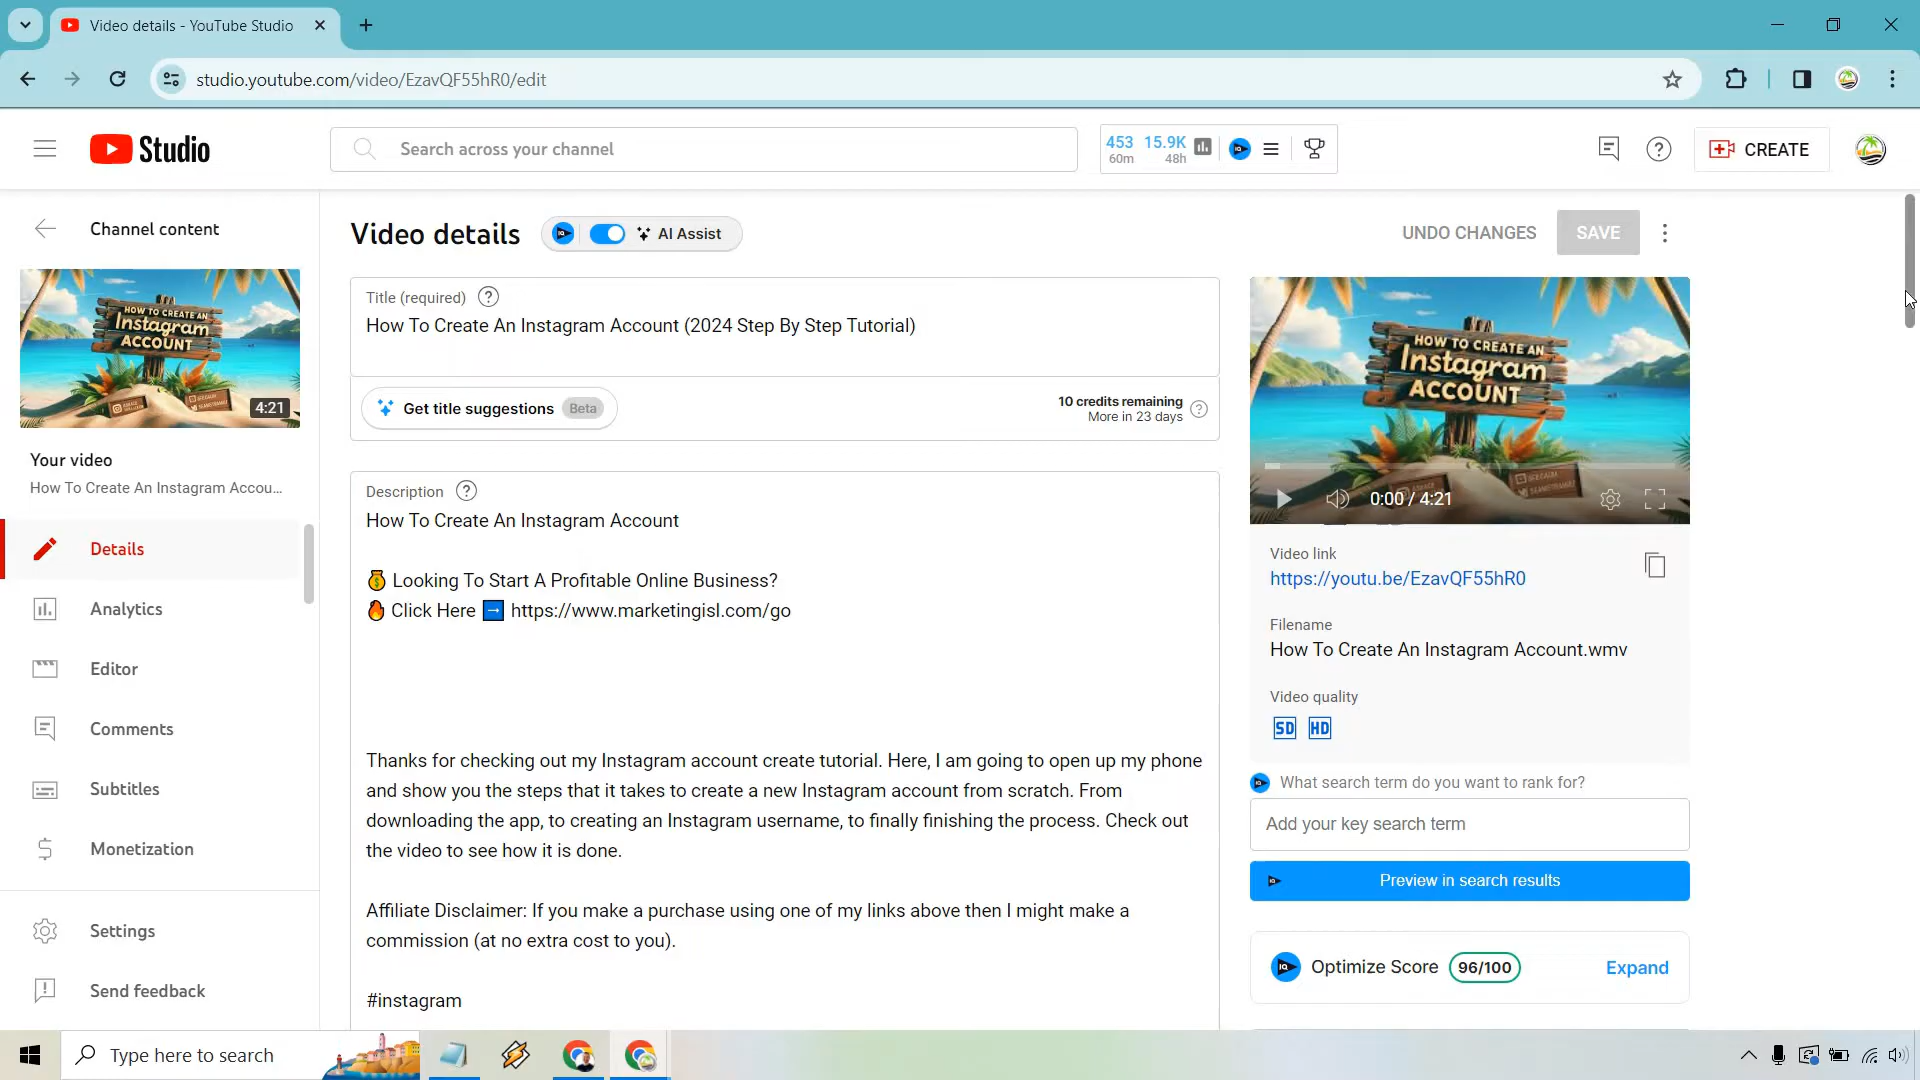 Video details - YouTube Studio
studio.youtube.com/video/EzavQF55hR0/edit
Studio
Search across your channel
453 15.9K
60m 48h
CREATE
Channel content
HOW TO CREATE AN
Instagram
ACCOUNT
4:21
Your video
How To Create An Instagram Accou...
Details
Analytics
Editor
Comments
Subtitles
Monetization
Settings
Send feedback
Video details
AI Assist
UNDO CHANGES
SAVE
Title (required)
How To Create An Instagram Account (2024 Step By Step Tutorial)
Get title suggestions Beta
10 credits remaining
More in 23 days
Description
How To Create An Instagram Account
💰 Looking To Start A Profitable Online Business?
🔥 Click Here ➡️ https://www.marketingisl.com/go
Thanks for checking out my Instagram account create tutorial. Here, I am going to open up my phone
and show you the steps that it takes to create a new Instagram account from scratch. From
downloading the app, to creating an Instagram username, to finally finishing the process. Check out
the video to see how it is done.
Affiliate Disclaimer: If you make a purchase using one of my links above then I might make a
commission (at no extra cost to you).
#instagram
HOW TO CREATE AN
Instagram
ACCOUNT
0:00 / 4:21
Video link
https://youtu.be/EzavQF55hR0
Filename
How To Create An Instagram Account.wmv
Video quality
SD HD
What search term do you want to rank for?
Add your key search term
Preview in search results
Optimize Score 96/100 Expand
Type here to search